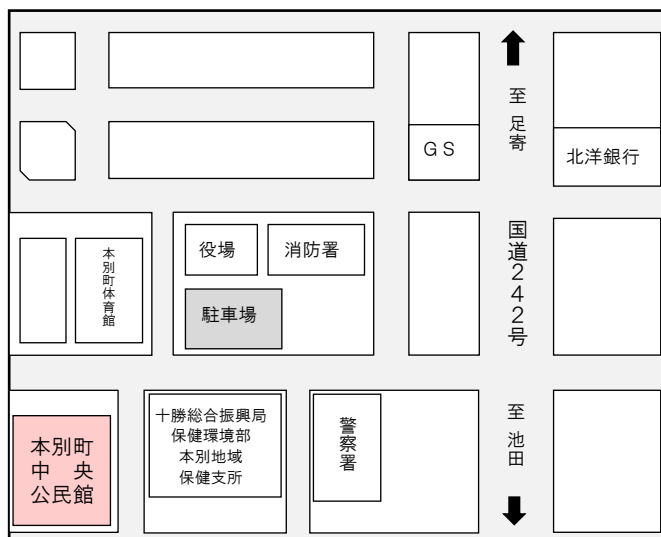 至 足寄
ＧＳ
北洋銀行
国道２４２号
役場
消防署
本別町体育館
駐車場
至 池田
十勝総合振興局
保健環境部
本別地域
保健支所
警察署
本別町
中　央
公民館